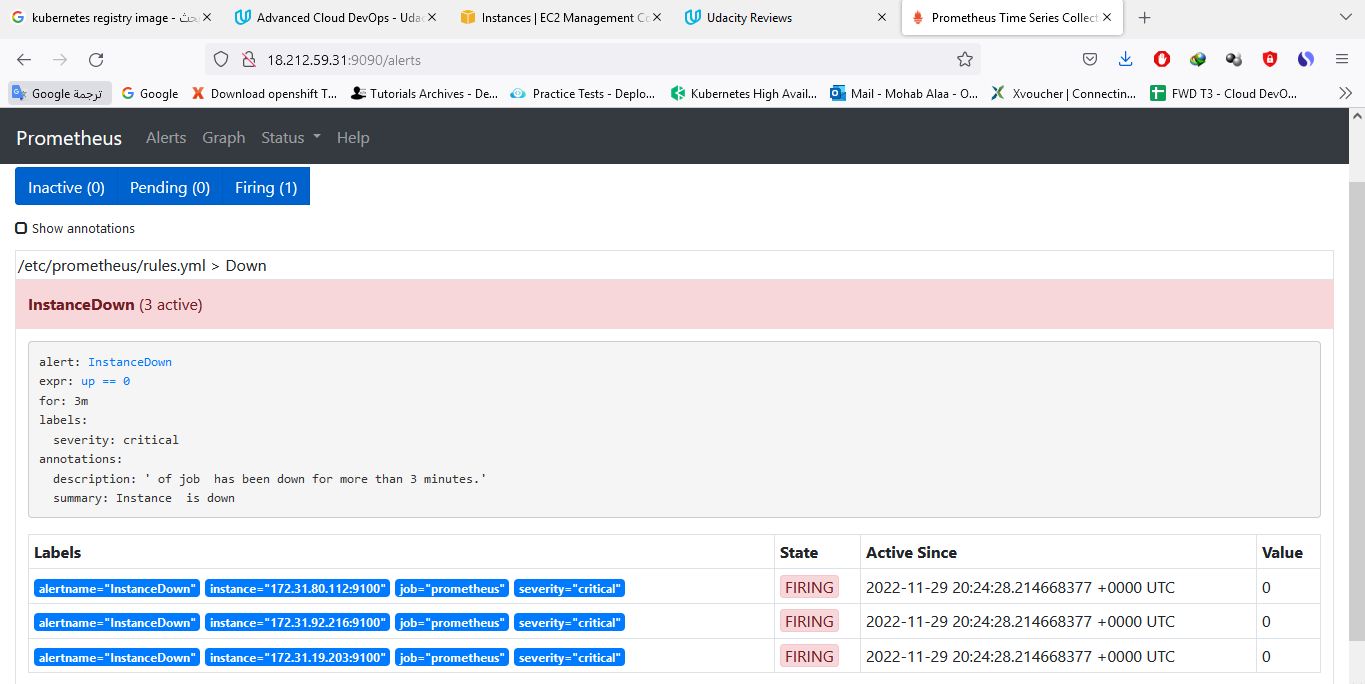 kubernetes registry image - بحث
Advanced Cloud DevOps - Udac
Instances | EC2 Management Co
Udacity Reviews
Prometheus Time Series Collect
18.212.59.31:9090/alerts
ترجمة Google
Google
Download openshift T...
Tutorials Archives - De...
Practice Tests - Deplo...
Kubernetes High Avail...
Mail - Mohab Alaa - O...
Xvoucher | Connectin...
FWD T3 - Cloud DevO...
Prometheus Alerts Graph Status Help
Inactive (0) Pending (0) Firing (1)
Show annotations
/etc/prometheus/rules.yml > Down
InstanceDown (3 active)
alert: InstanceDown
expr: up == 0
for: 3m
labels:
  severity: critical
annotations:
  description: ' of job  has been down for more than 3 minutes.'
  summary: Instance  is down
Labels State Active Since Value
alertname="InstanceDown" instance="172.31.80.112:9100" job="prometheus" severity="critical" FIRING 2022-11-29 20:24:28.214668377 +0000 UTC 0
alertname="InstanceDown" instance="172.31.92.216:9100" job="prometheus" severity="critical" FIRING 2022-11-29 20:24:28.214668377 +0000 UTC 0
alertname="InstanceDown" instance="172.31.19.203:9100" job="prometheus" severity="critical" FIRING 2022-11-29 20:24:28.214668377 +0000 UTC 0